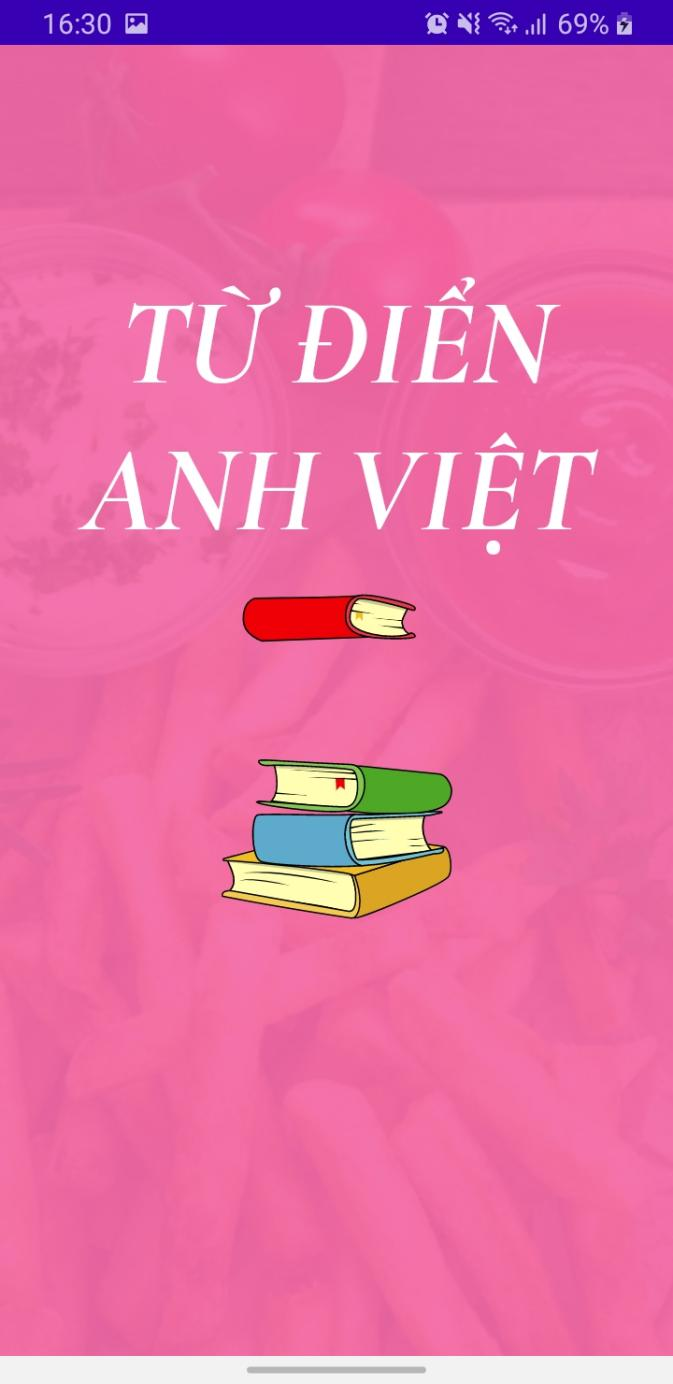 16:30
69%
TỪ ĐIỂN
ANH VIỆT